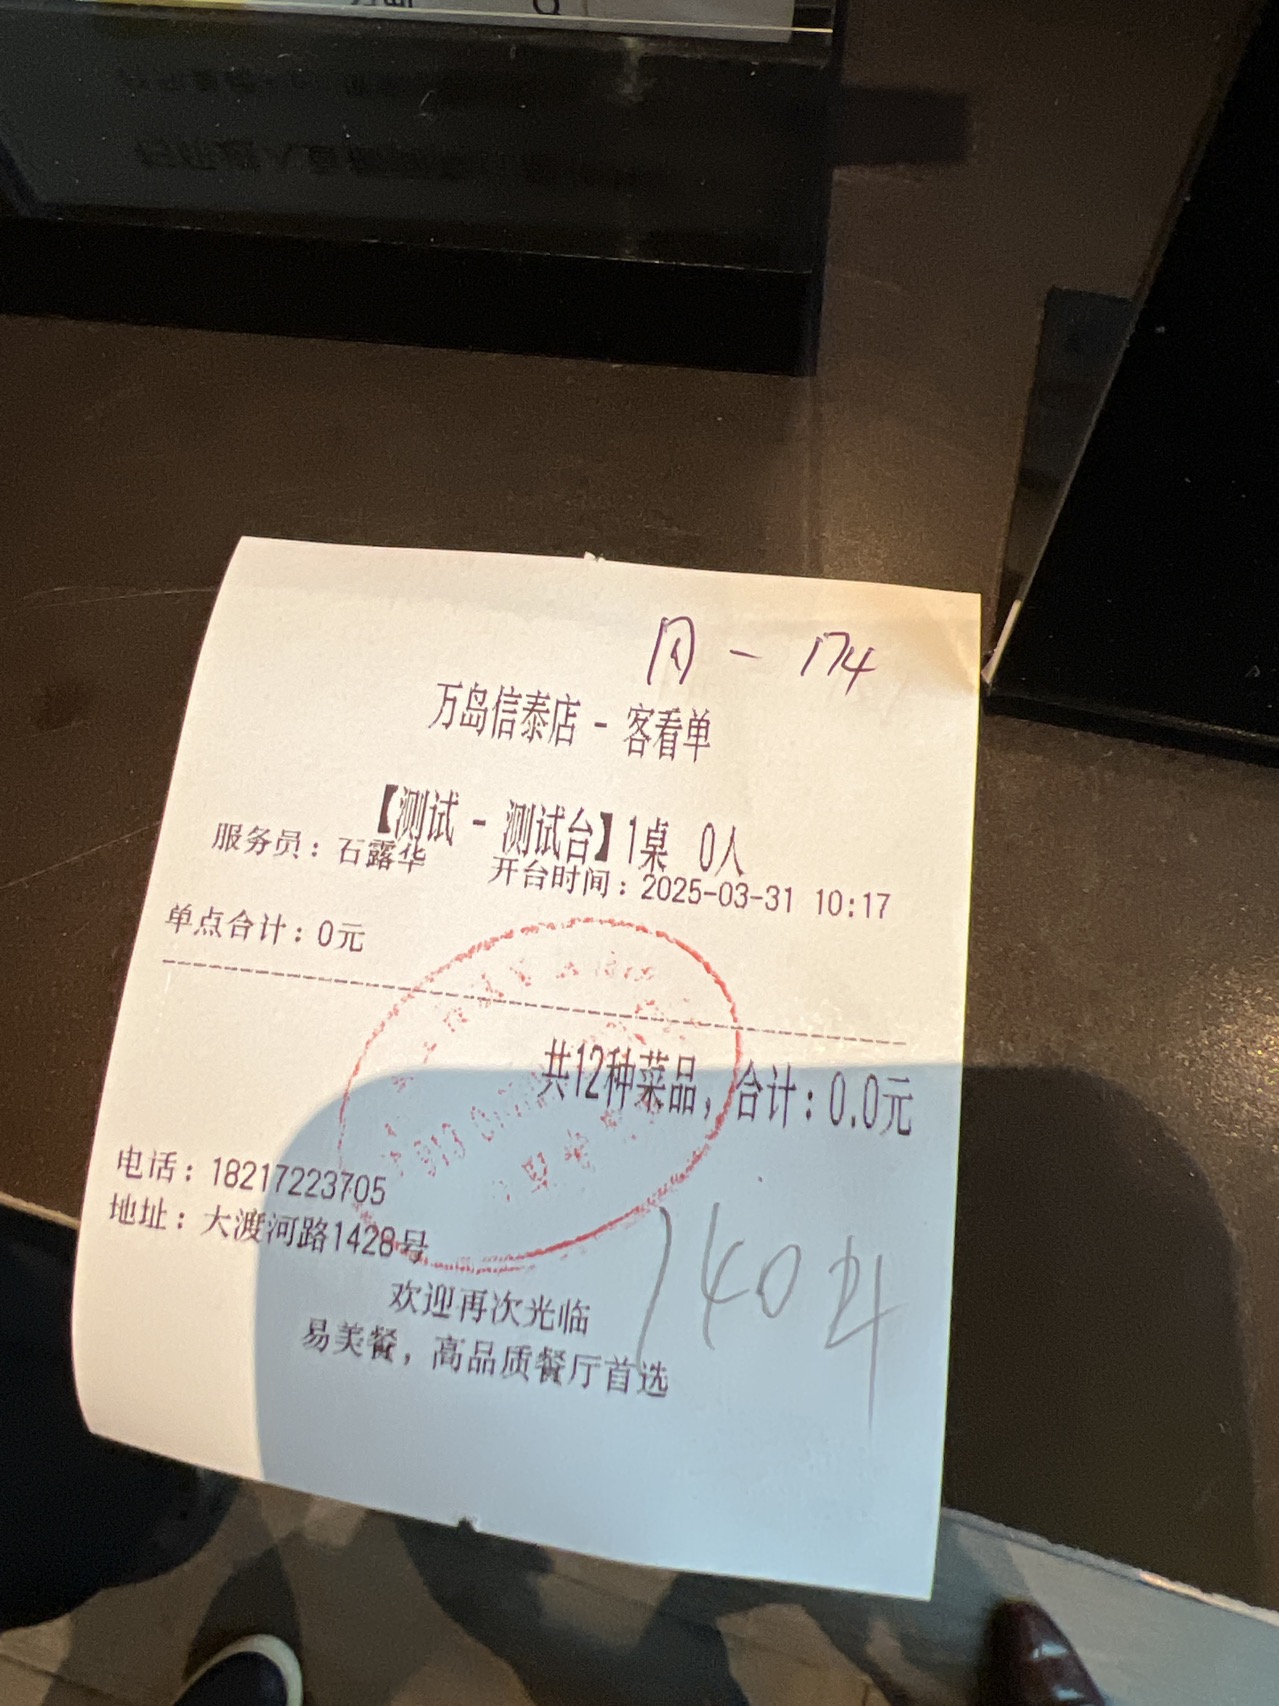 月 - 174
万岛信泰店 - 客看单
【测试 - 测试台】1桌 0人
服务员：石露华 开台时间：2025-03-31 10:17
单点合计：0元
共12种菜品，合计：0.0元
电话：18217223705
地址：大渡河路1428号
欢迎再次光临
易美餐，高品质餐厅首选